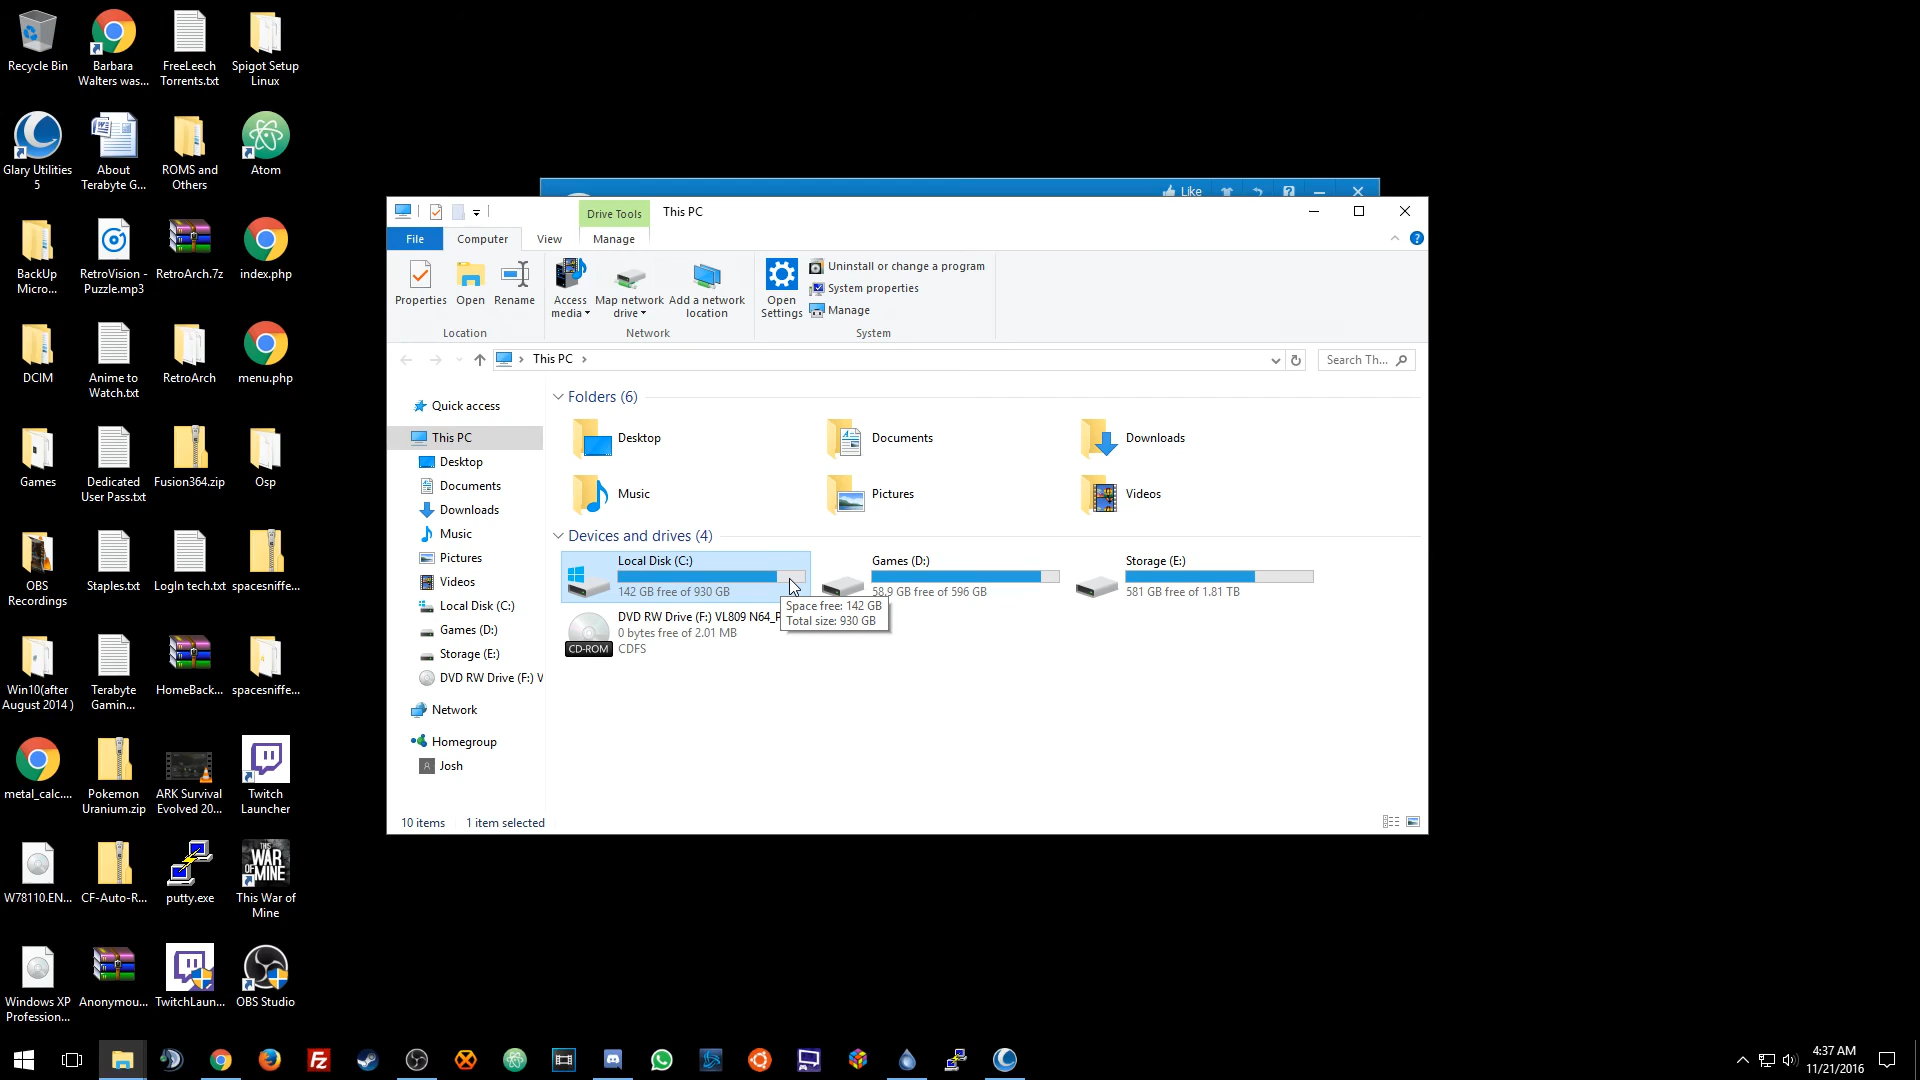 Recycle Bin
Barbara
Walters was...
FreeLeech
Torrents.txt
Spigot Setup
Linux
Glary Utilities
5
About
Terabyte G...
ROMS and
Others
Atom
BackUp
Micro...
RetroVision -
Puzzle.mp3
RetroArch.7z
index.php
DCIM
Anime to
Watch.txt
RetroArch
menu.php
Games
Dedicated
User Pass.txt
Fusion364.zip
Osp
OBS
Recordings
Staples.txt
LogIn tech.txt
spacesniffe...
Win10(after
August 2014 )
Terabyte
Gamin...
HomeBack...
spacesniffe...
metal_calc....
Pokemon
Uranium.zip
ARK Survival
Evolved 20...
Twitch
Launcher
W78110.EN...
CF-Auto-R...
putty.exe
THIS
WAR
OF MINE
This War of
Mine
Windows XP
Profession...
Anonymou...
TwitchLaun...
OBS Studio
Like
Drive Tools
This PC
File
Computer
View
Manage
Properties
Open
Rename
Location
Access
media
Map network
drive
Add a network
location
Network
Open
Settings
Uninstall or change a program
System properties
Manage
System
This PC
Search Th...
Quick access
This PC
Desktop
Documents
Downloads
Music
Pictures
Videos
Local Disk (C:)
Games (D:)
Storage (E:)
DVD RW Drive (F:) V
Network
Homegroup
Josh
Folders (6)
Desktop
Documents
Downloads
Music
Pictures
Videos
Devices and drives (4)
Local Disk (C:)
142 GB free of 930 GB
Games (D:)
58.9 GB free of 596 GB
Storage (E:)
581 GB free of 1.81 TB
Space free: 142 GB
Total size: 930 GB
DVD RW Drive (F:) VL809 N64_P
0 bytes free of 2.01 MB
CDFS
CD-ROM
10 items
1 item selected
4:37 AM
11/21/2016